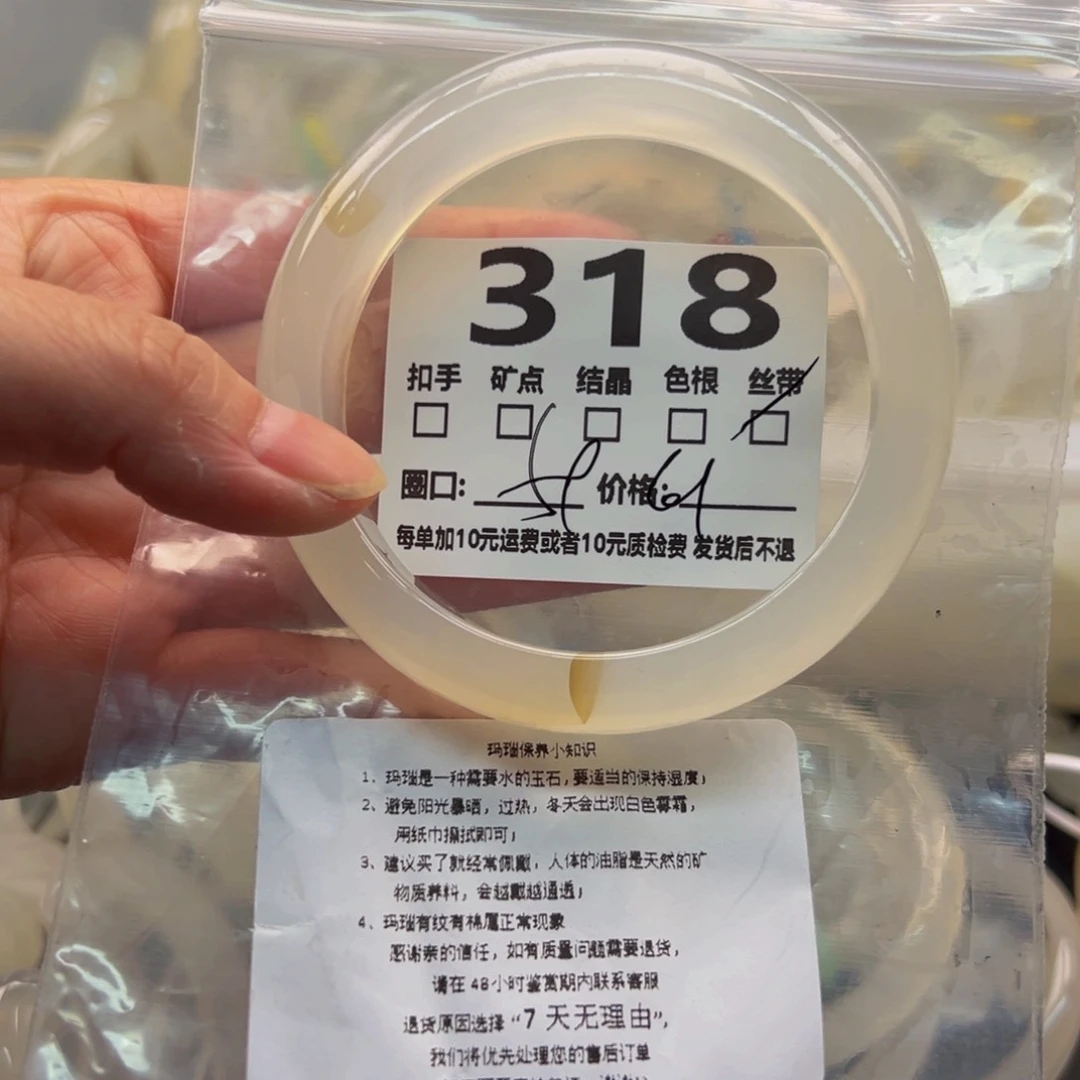 318
扣手 矿点 结晶 色根 丝带
圈口: 价格:
每单加10元运费或者10元质检费 发货后不退
玛瑙保养小知识
1、玛瑙是一种需要水的玉石,要适当的保持湿度;
2、避免阳光暴晒,过热,冬天会出现白色雾霜,
用纸巾擦拭即可;
3、建议买了就经常佩戴,人体的油脂是天然的矿
物质养料,会越戴越通透;
4、玛瑙有纹有棉属正常现象
感谢亲的信任,如有质量问题需要退货,
请在 48小时鉴赏期内联系客服
退货原因选择“7 天无理由”,
我们将优先处理您的售后订单